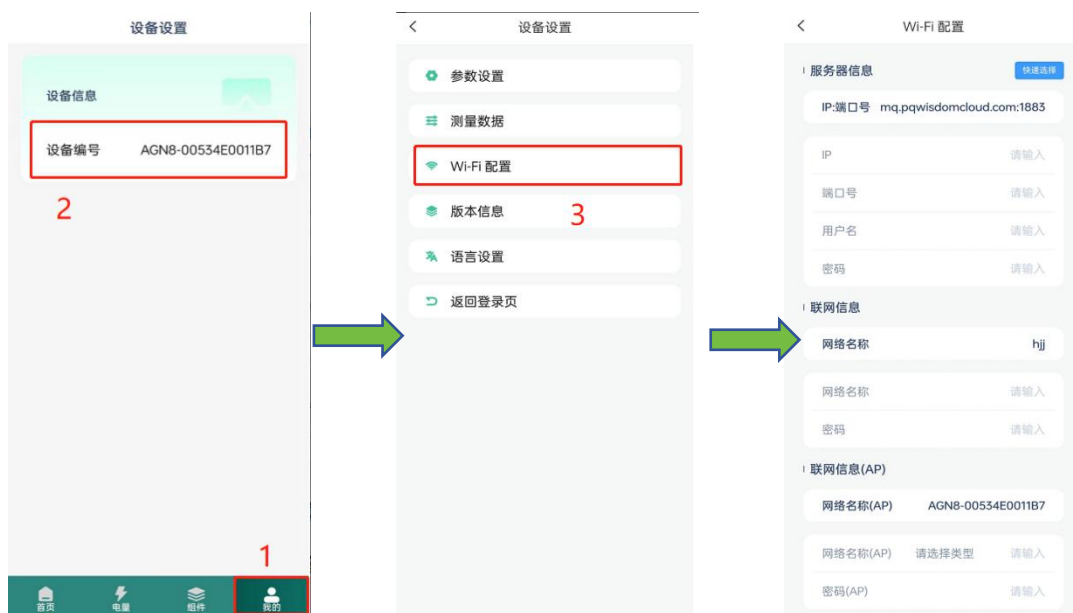 设备设置
设备信息
设备编号 AGN8-00534E0011B7
2
1
首页 电量 组件 我的
设备设置
参数设置
测量数据
Wi-Fi 配置
版本信息
3
语言设置
返回登录页
Wi-Fi 配置
服务器信息 快速选择
IP:端口号 mq.pqwisdomcloud.com:1883
IP 请输入
端口号 请输入
用户名 请输入
密码 请输入
联网信息
网络名称 hjj
网络名称 请输入
密码 请输入
联网信息(AP)
网络名称(AP) AGN8-00534E0011B7
网络名称(AP) 请选择类型 请输入
密码(AP) 请输入